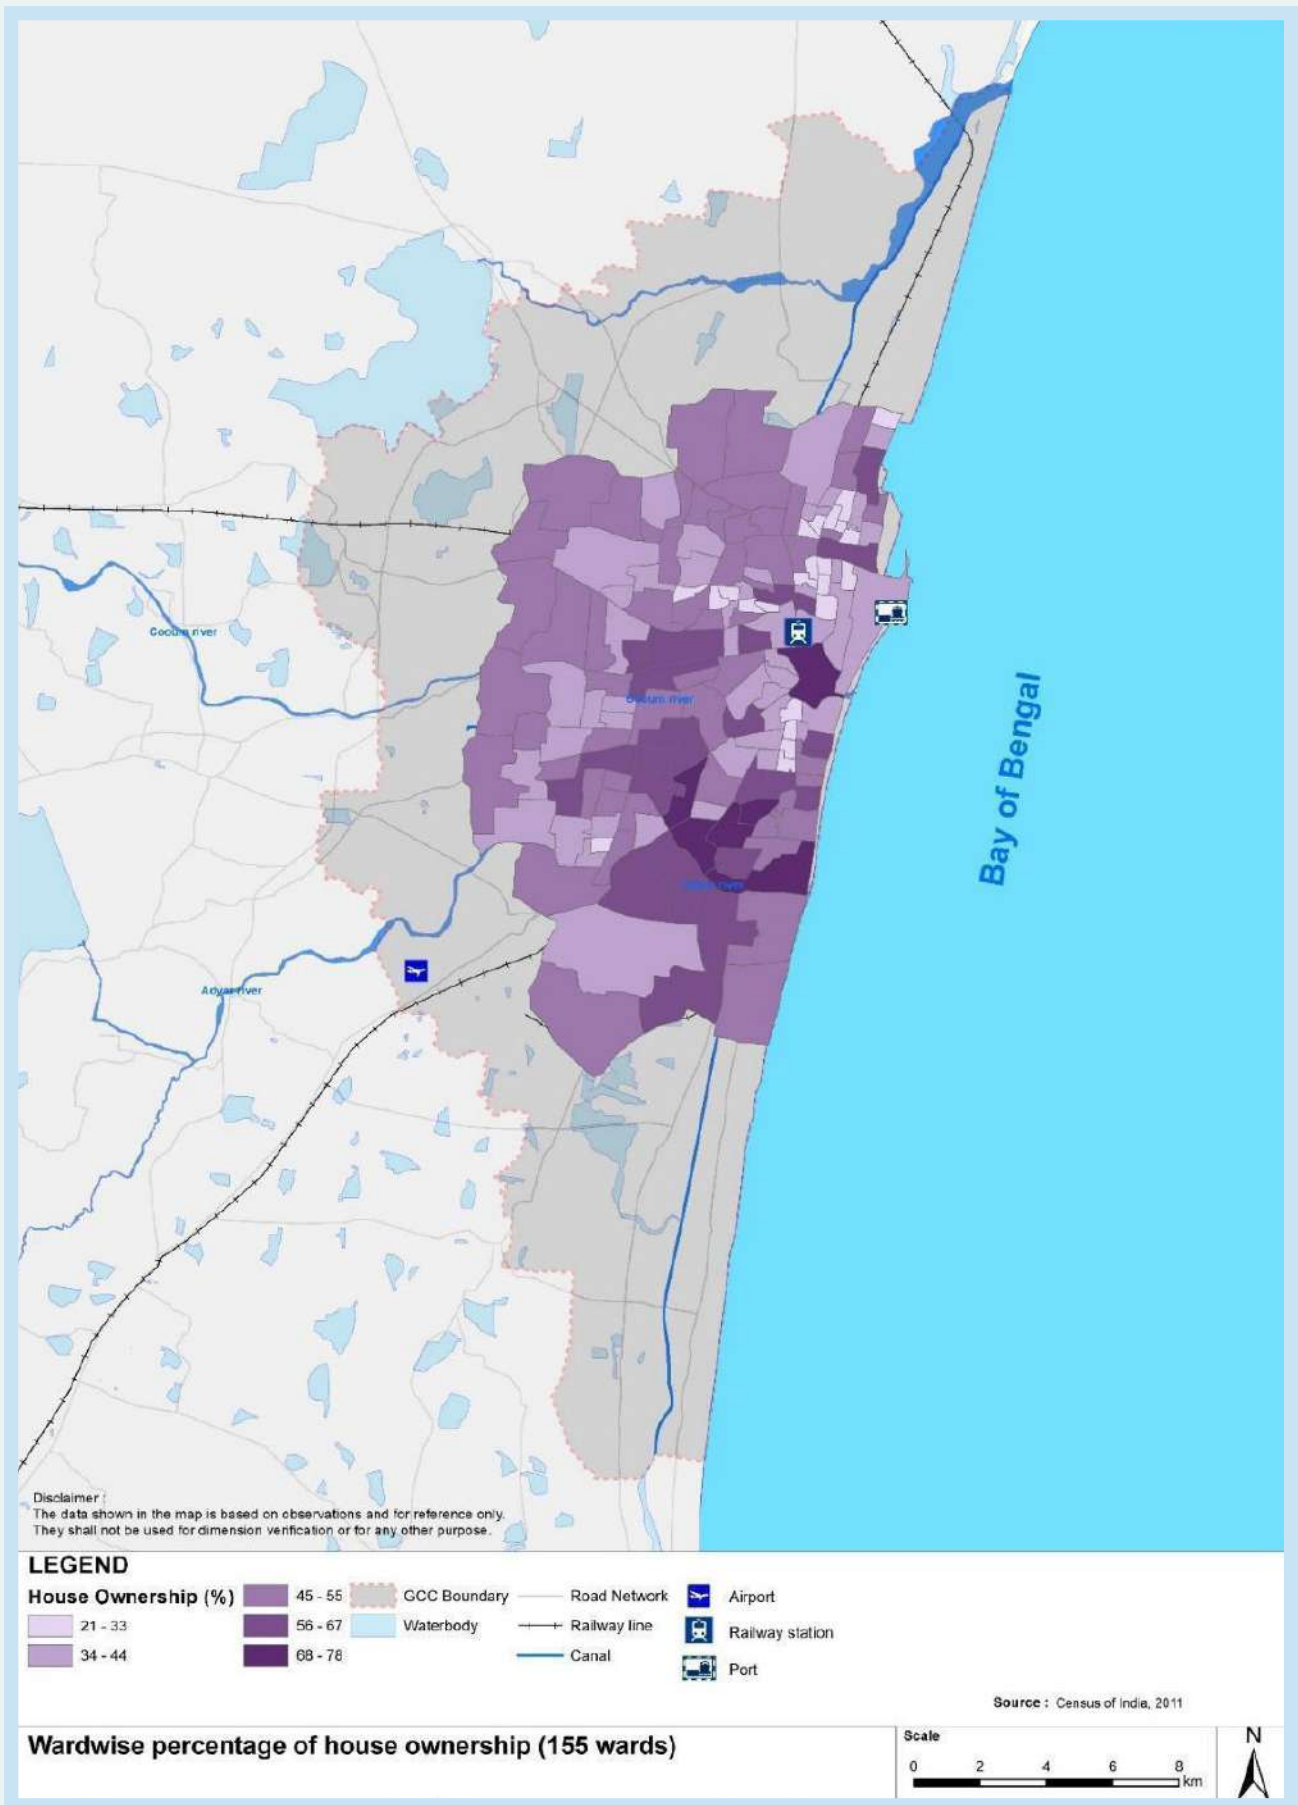 Cooum river
Cooum river
Bay of Bengal
Adyar river
Disclaimer :
The data shown in the map is based on observations and for reference only.
They shall not be used for dimension verification or for any other purpose.
LEGEND
House Ownership (%)
21 - 33
34 - 44
45 - 55
56 - 67
68 - 78
GCC Boundary
Waterbody
Road Network
Railway line
Canal
Airport
Railway station
Port
Source : Census of India, 2011
Wardwise percentage of house ownership (155 wards)
Scale
0 2 4 6 8
km
N